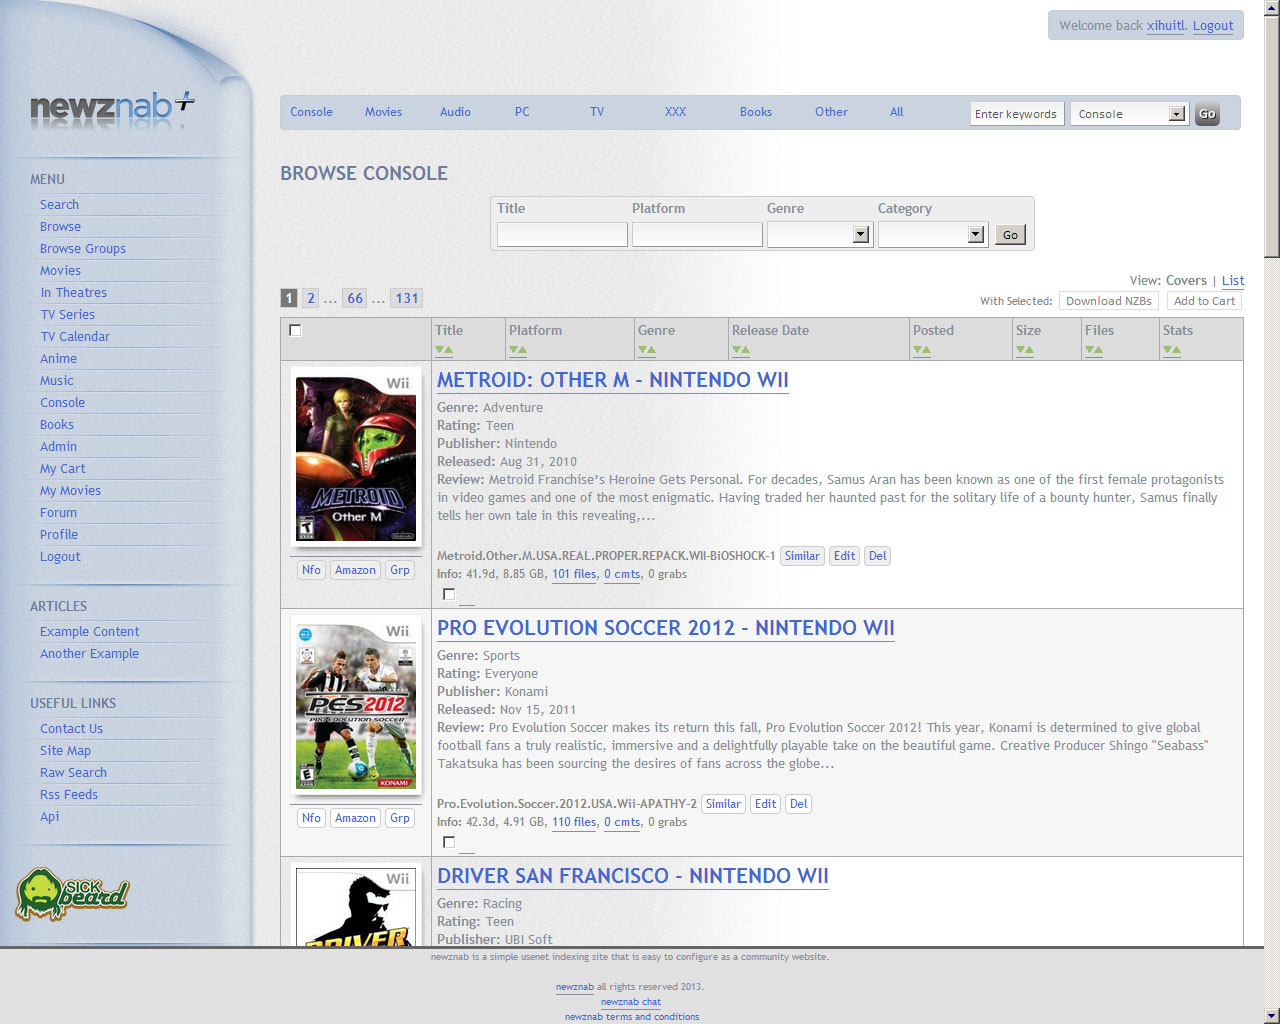 Welcome back xihuitl. Logout
newznab+
Console Movies Audio PC TV XXX Books Other All Enter keywords Console Go
MENU
Search
Browse
Browse Groups
Movies
In Theatres
TV Series
TV Calendar
Anime
Music
Console
Books
Admin
My Cart
My Movies
Forum
Profile
Logout
ARTICLES
Example Content
Another Example
USEFUL LINKS
Contact Us
Site Map
Raw Search
Rss Feeds
Api
SICK
beard
BROWSE CONSOLE
Title Platform Genre Category
Go
View: Covers | List
1 2 ... 66 ... 131
With Selected: Download NZBs Add to Cart
Title Platform Genre Release Date Posted Size Files Stats
Wii
METROID
Other M
Nintendo
Nfo Amazon Grp
METROID: OTHER M - NINTENDO WII
Genre: Adventure
Rating: Teen
Publisher: Nintendo
Released: Aug 31, 2010
Review: Metroid Franchise's Heroine Gets Personal. For decades, Samus Aran has been known as one of the first female protagonists
in video games and one of the most enigmatic. Having traded her haunted past for the solitary life of a bounty hunter, Samus finally
tells her own tale in this revealing,...
Metroid.Other.M.USA.REAL.PROPER.REPACK.WII-BiOSHOCK-1 Similar Edit Del
Info: 41.9d, 8.85 GB, 101 files, 0 cmts, 0 grabs
Wii
PES2012
PRO EVOLUTION SOCCER
KONAMI
Nfo Amazon Grp
PRO EVOLUTION SOCCER 2012 - NINTENDO WII
Genre: Sports
Rating: Everyone
Publisher: Konami
Released: Nov 15, 2011
Review: Pro Evolution Soccer makes its return this fall, Pro Evolution Soccer 2012! This year, Konami is determined to give global
football fans a truly realistic, immersive and a delightfully playable take on the beautiful game. Creative Producer Shingo "Seabass"
Takatsuka has been sourcing the desires of fans across the globe...
Pro.Evolution.Soccer.2012.USA.Wii-APATHY-2 Similar Edit Del
Info: 42.3d, 4.91 GB, 110 files, 0 cmts, 0 grabs
Wii
DRIVER
DRIVER SAN FRANCISCO - NINTENDO WII
Genre: Racing
Rating: Teen
Publisher: UBI Soft
newznab is a simple usenet indexing site that is easy to configure as a community website.
newznab all rights reserved 2013.
newznab chat
newznab terms and conditions